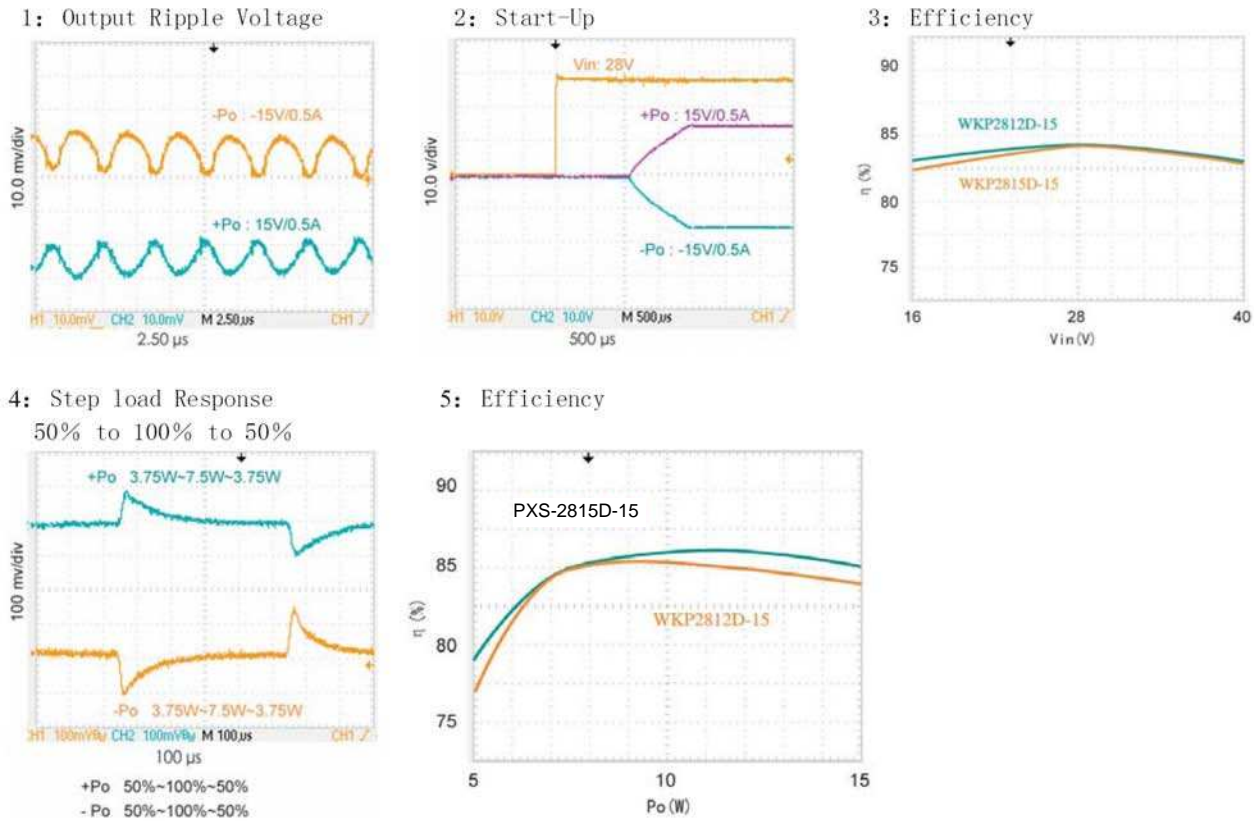 1: Output Ripple Voltage
10.0 mv/div
-Po : -15V/0.5A
+Po : 15V/0.5A
H1 10.0mV CH2 10.0mV M 2.50µs CH1
2.50 µs
2: Start-Up
10.0 v/div
Vin: 28V
+Po : 15V/0.5A
-Po : -15V/0.5A
H1 10.0V CH2 10.0V M 500µs CH1
500 µs
3: Efficiency
η (%)
90
85
80
75
WKP2812D-15
WKP2815D-15
16 28 40
Vin(V)
4: Step load Response
50% to 100% to 50%
100 mv/div
+Po 3.75W~7.5W~3.75W
-Po 3.75W~7.5W~3.75W
H1 100mVBw CH2 100mVBw M 100µs CH1
100 µs
+Po 50%~100%~50%
- Po 50%~100%~50%
5: Efficiency
η (%)
90
85
80
75
PXS-2815D-15
WKP2812D-15
5 10 15
Po(W)